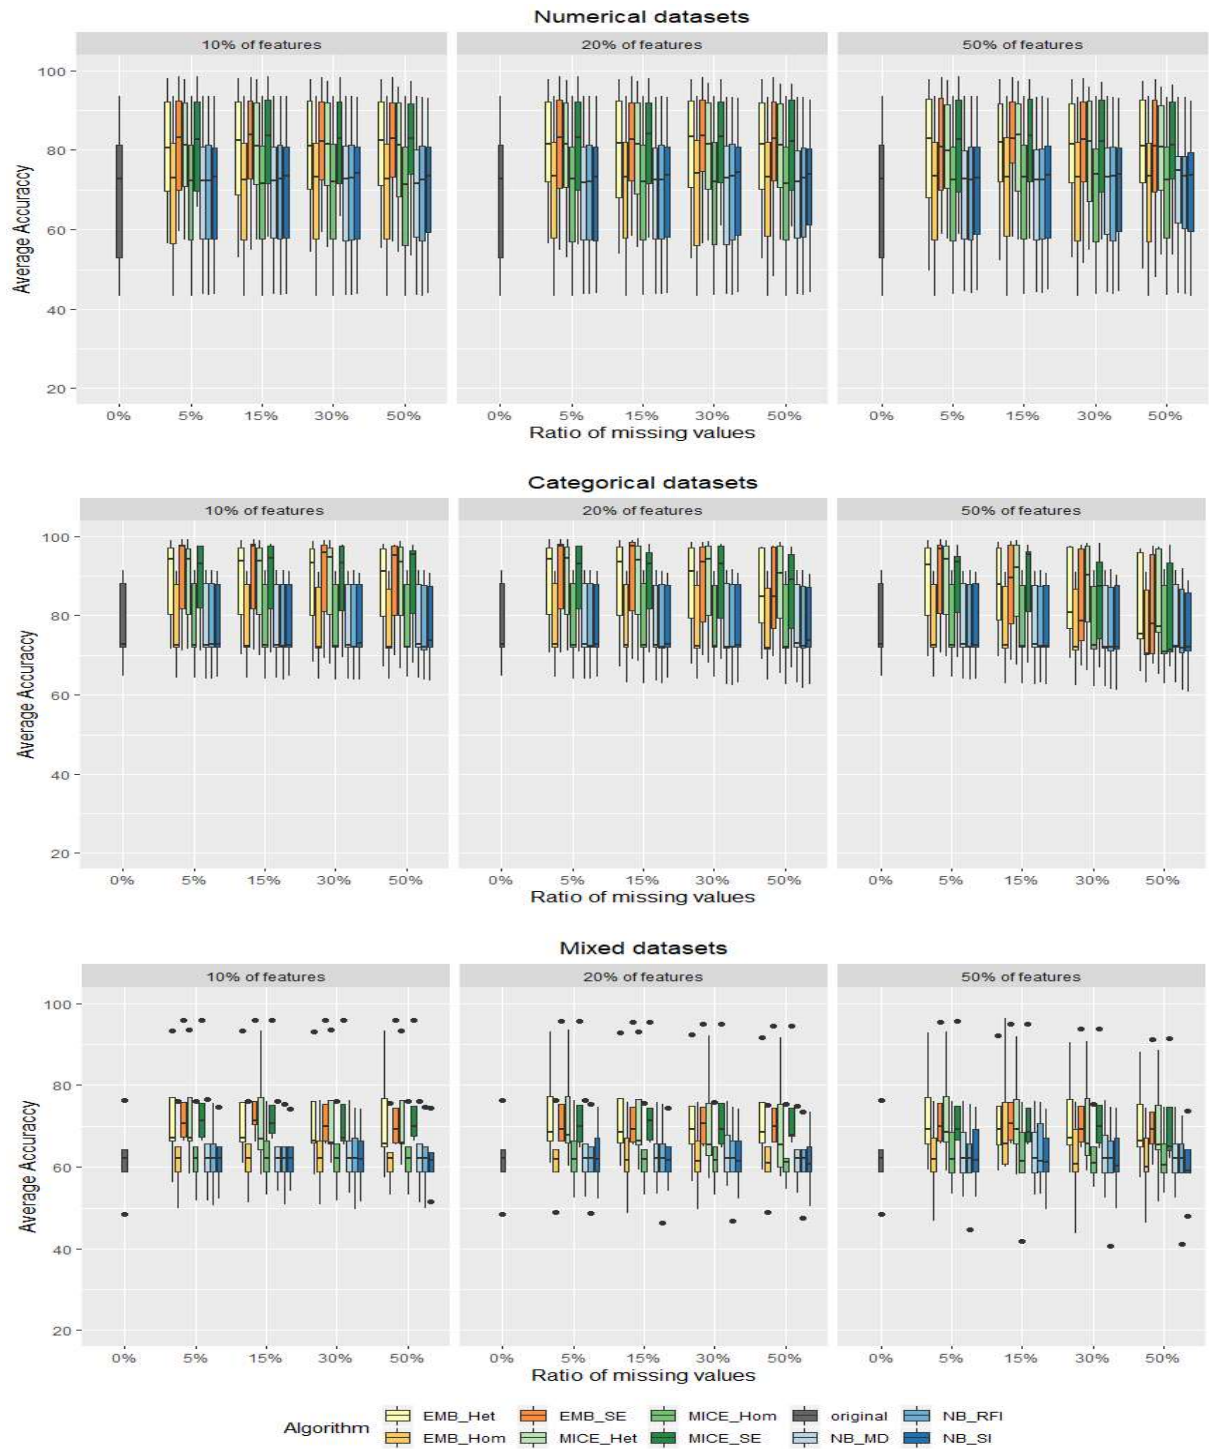 Numerical datasets
10% of features 20% of features 50% of features
Average Accuraccy
100
80
60
40
20
0% 5% 15% 30% 50% 0% 5% 15% 30% 50% 0% 5% 15% 30% 50%
Ratio of missing values
Categorical datasets
10% of features 20% of features 50% of features
Average Accuraccy
100
80
60
40
20
0% 5% 15% 30% 50% 0% 5% 15% 30% 50% 0% 5% 15% 30% 50%
Ratio of missing values
Mixed datasets
10% of features 20% of features 50% of features
Average Accuraccy
100
80
60
40
20
0% 5% 15% 30% 50% 0% 5% 15% 30% 50% 0% 5% 15% 30% 50%
Ratio of missing values
Algorithm
EMB_Het EMB_SE MICE_Hom original NB_RFI
EMB_Hom MICE_Het MICE_SE NB_MD NB_SI